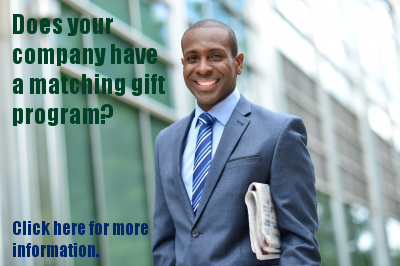 Does your
company have
a matching gift
program?
Click here for more
information.